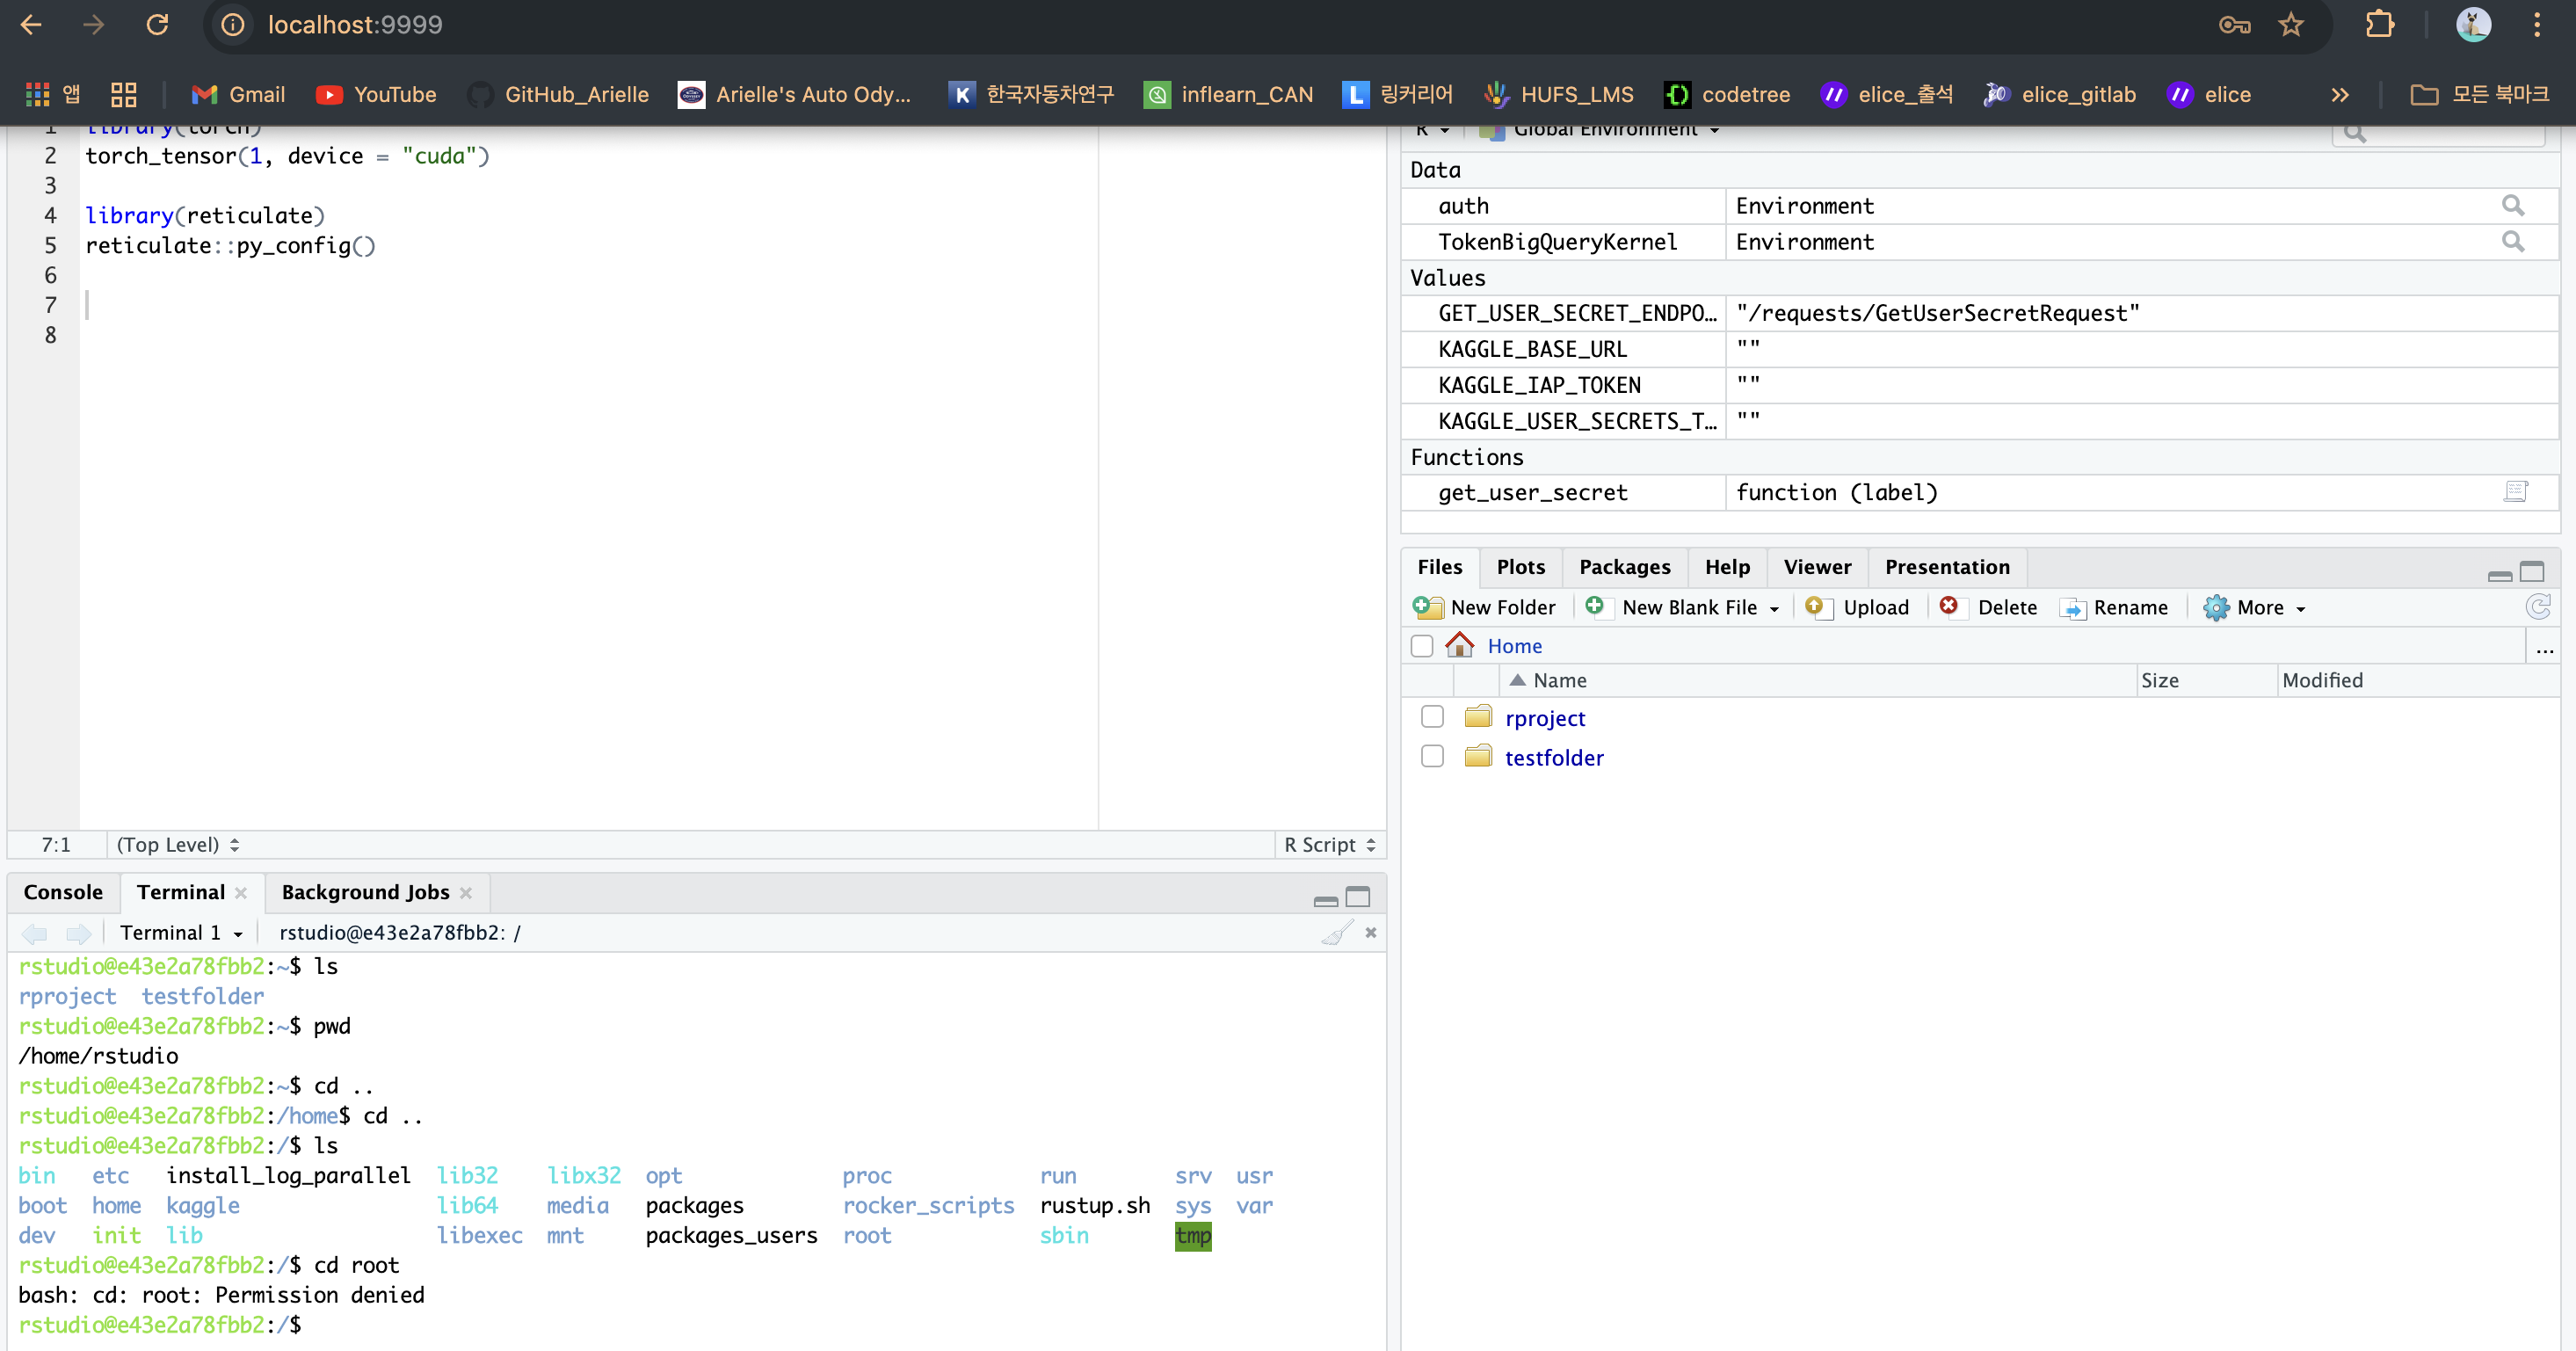 localhost:9999
앱 Gmail YouTube GitHub_Arielle Arielle's Auto Ody... 한국자동차연구 inflearn_CAN 링커리어 HUFS_LMS codetree elice_출석 elice_gitlab elice » 모든 북마크
1 library(torch)
2 torch_tensor(1, device = "cuda")
3
4 library(reticulate)
5 reticulate::py_config()
6
7
8
7:1 (Top Level) R Script
Console Terminal Background Jobs
Terminal 1 rstudio@e43e2a78fbb2: /
rstudio@e43e2a78fbb2:~$ ls
rproject testfolder
rstudio@e43e2a78fbb2:~$ pwd
/home/rstudio
rstudio@e43e2a78fbb2:~$ cd ..
rstudio@e43e2a78fbb2:/home$ cd ..
rstudio@e43e2a78fbb2:/$ ls
bin etc install_log_parallel lib32 libx32 opt proc run srv usr
boot home kaggle lib64 media packages rocker_scripts rustup.sh sys var
dev init lib libexec mnt packages_users root sbin tmp
rstudio@e43e2a78fbb2:/$ cd root
bash: cd: root: Permission denied
rstudio@e43e2a78fbb2:/$
R Global Environment
Data
auth Environment
TokenBigQueryKernel Environment
Values
GET_USER_SECRET_ENDPO… "/requests/GetUserSecretRequest"
KAGGLE_BASE_URL ""
KAGGLE_IAP_TOKEN ""
KAGGLE_USER_SECRETS_T… ""
Functions
get_user_secret function (label)
Files Plots Packages Help Viewer Presentation
New Folder New Blank File Upload Delete Rename More
Home ...
Name Size Modified
rproject
testfolder